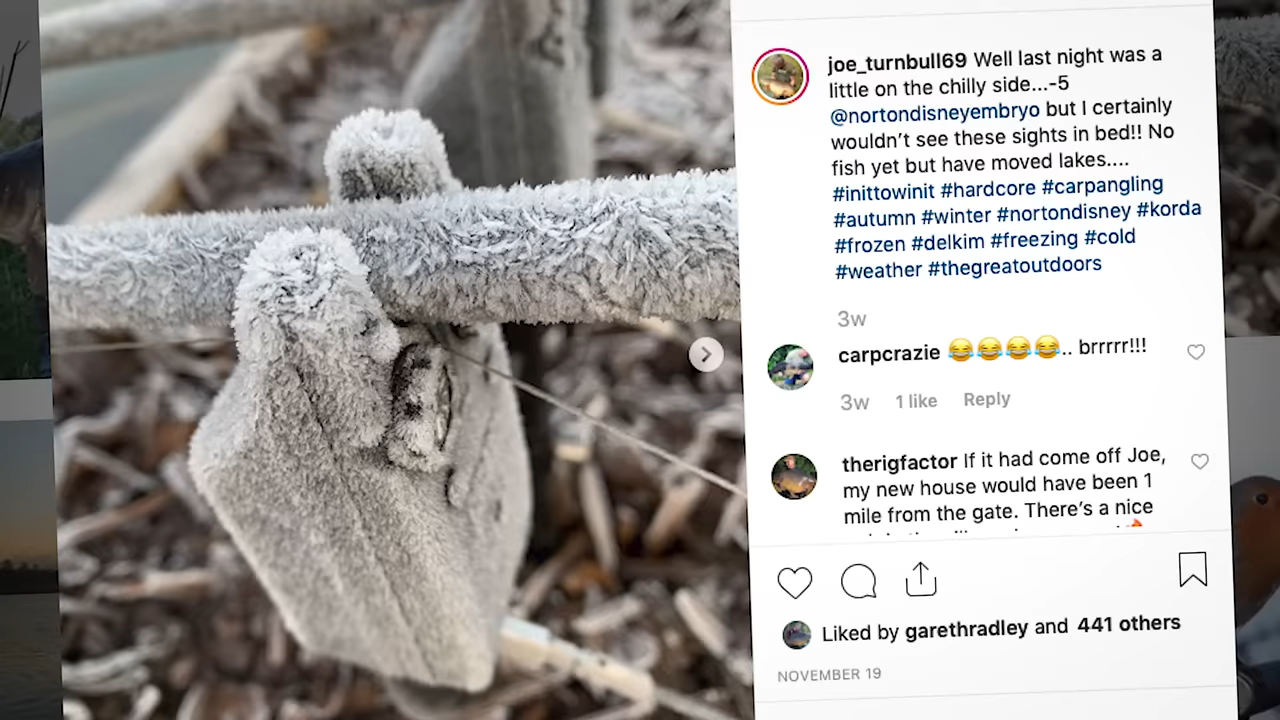 joe_turnbull69 Well last night was a
little on the chilly side...-5
@nortondisneyembryo but I certainly
wouldn't see these sights in bed!! No
fish yet but have moved lakes....
#inittowinit #hardcore #carpangling
#autumn #winter #nortondisney #korda
#frozen #delkim #freezing #cold
#weather #thegreatoutdoors
3w
carpcrazie 😂😂😂😂.. brrrrr!!!
3w 1 like Reply
therigfactor If it had come off Joe,
my new house would have been 1
mile from the gate. There's a nice
Liked by garethradley and 441 others
NOVEMBER 19